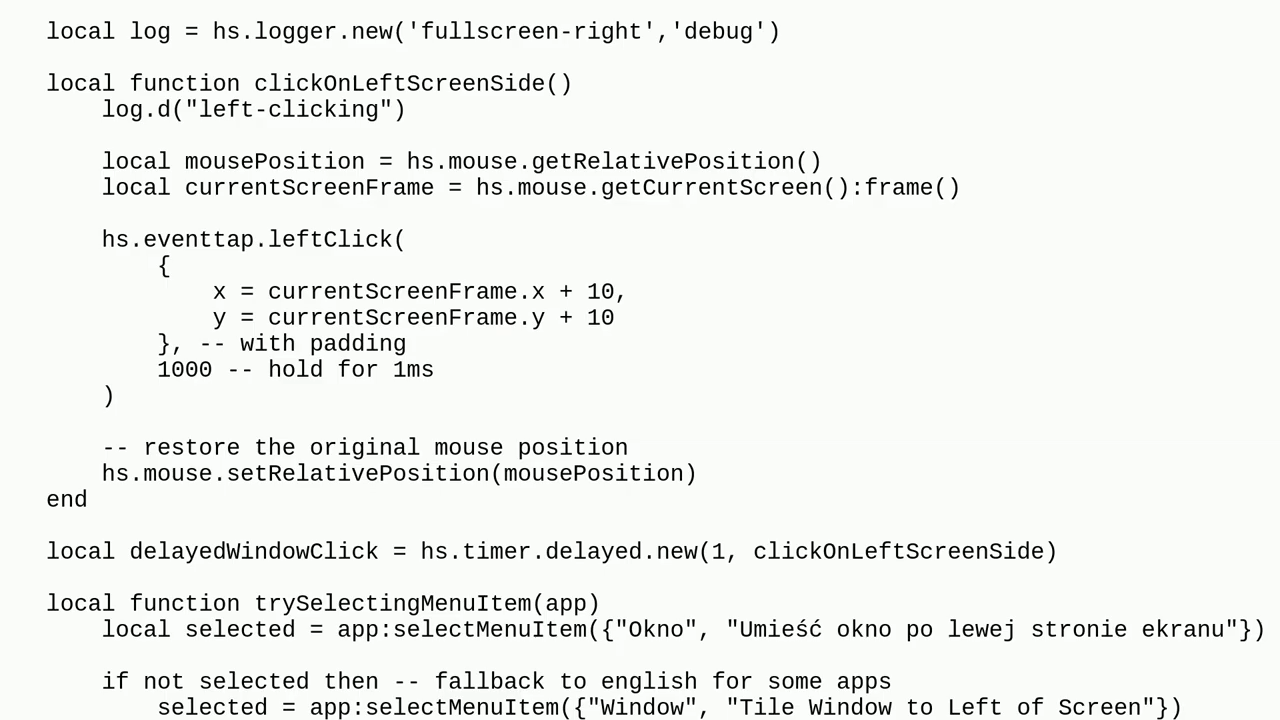 local log = hs.logger.new('fullscreen-right','debug')
local function clickOnLeftScreenSide()
log.d("left-clicking")
local mousePosition = hs.mouse.getRelativePosition()
local currentScreenFrame = hs.mouse.getCurrentScreen():frame()
hs.eventtap.leftClick(
{
x = currentScreenFrame.x + 10,
y = currentScreenFrame.y + 10
}, -- with padding
1000 -- hold for 1ms
)
-- restore the original mouse position
hs.mouse.setRelativePosition(mousePosition)
end
local delayedWindowClick = hs.timer.delayed.new(1, clickOnLeftScreenSide)
local function trySelectingMenuItem(app)
local selected = app:selectMenuItem({"Okno", "Umieść okno po lewej stronie ekranu"})
if not selected then -- fallback to english for some apps
selected = app:selectMenuItem({"Window", "Tile Window to Left of Screen"})